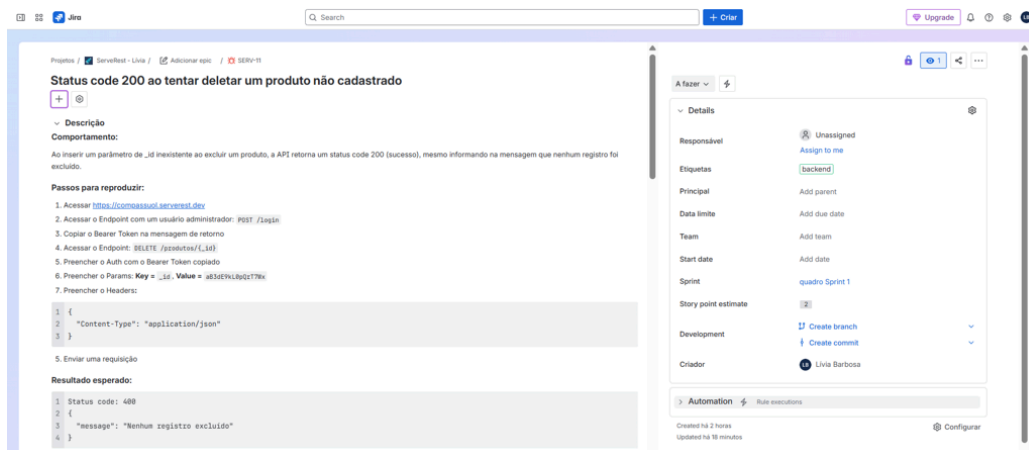 Jira
Search
+ Criar
Upgrade
LB
Projetos / ServeRest - Lívia / Adicionar epic / SERV-11
1
Status code 200 ao tentar deletar um produto não cadastrado
A fazer
Descrição
Comportamento:
Ao inserir um parâmetro de _id inexistente ao excluir um produto, a API retorna um status code 200 (sucesso), mesmo informando na mensagem que nenhum registro foi
excluído.
Passos para reproduzir:
1. Acessar https://compassuol.serverest.dev
2. Acessar o Endpoint com um usuário administrador: POST /login
3. Copiar o Bearer Token na mensagem de retorno
4. Acessar o Endpoint: DELETE /produtos/{_id}
5. Preencher o Auth com o Bearer Token copiado
6. Preencher o Params: Key = _id, Value = aB3dE9kL0pQrT7Wx
7. Preencher o Headers:
1 {
2 "Content-Type": "application/json"
3 }
5. Enviar uma requisição
Resultado esperado:
1 Status code: 400
2 {
3 "message": "Nenhum registro excluído"
4 }
Details
Responsável
Unassigned
Assign to me
Etiquetas
backend
Principal
Add parent
Data limite
Add due date
Team
Add team
Start date
Add date
Sprint
quadro Sprint 1
Story point estimate
2
Development
Create branch
Create commit
Criador
LB Lívia Barbosa
Automation
Rule executions
Created há 2 horas
Updated há 18 minutos
Configurar